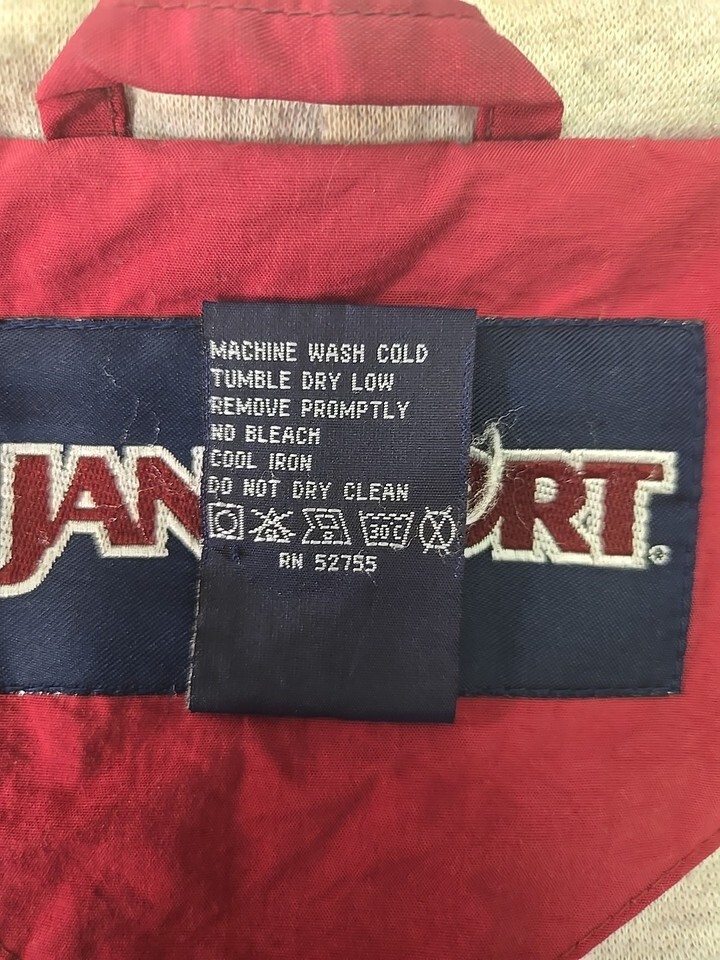 MACHINE WASH COLD
TUMBLE DRY LOW
REMOVE PROMPTLY
NO BLEACH
COOL IRON
DO NOT DRY CLEAN
30C
RN 52755
JAN ORT®